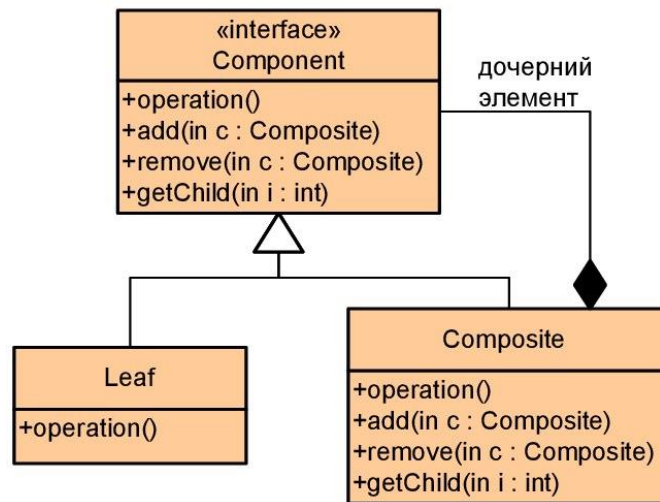 «interface»
Component
+operation()
+add(in c : Composite)
+remove(in c : Composite)
+getChild(in i : int)
дочерний
элемент
Leaf
+operation()
Composite
+operation()
+add(in c : Composite)
+remove(in c : Composite)
+getChild(in i : int)